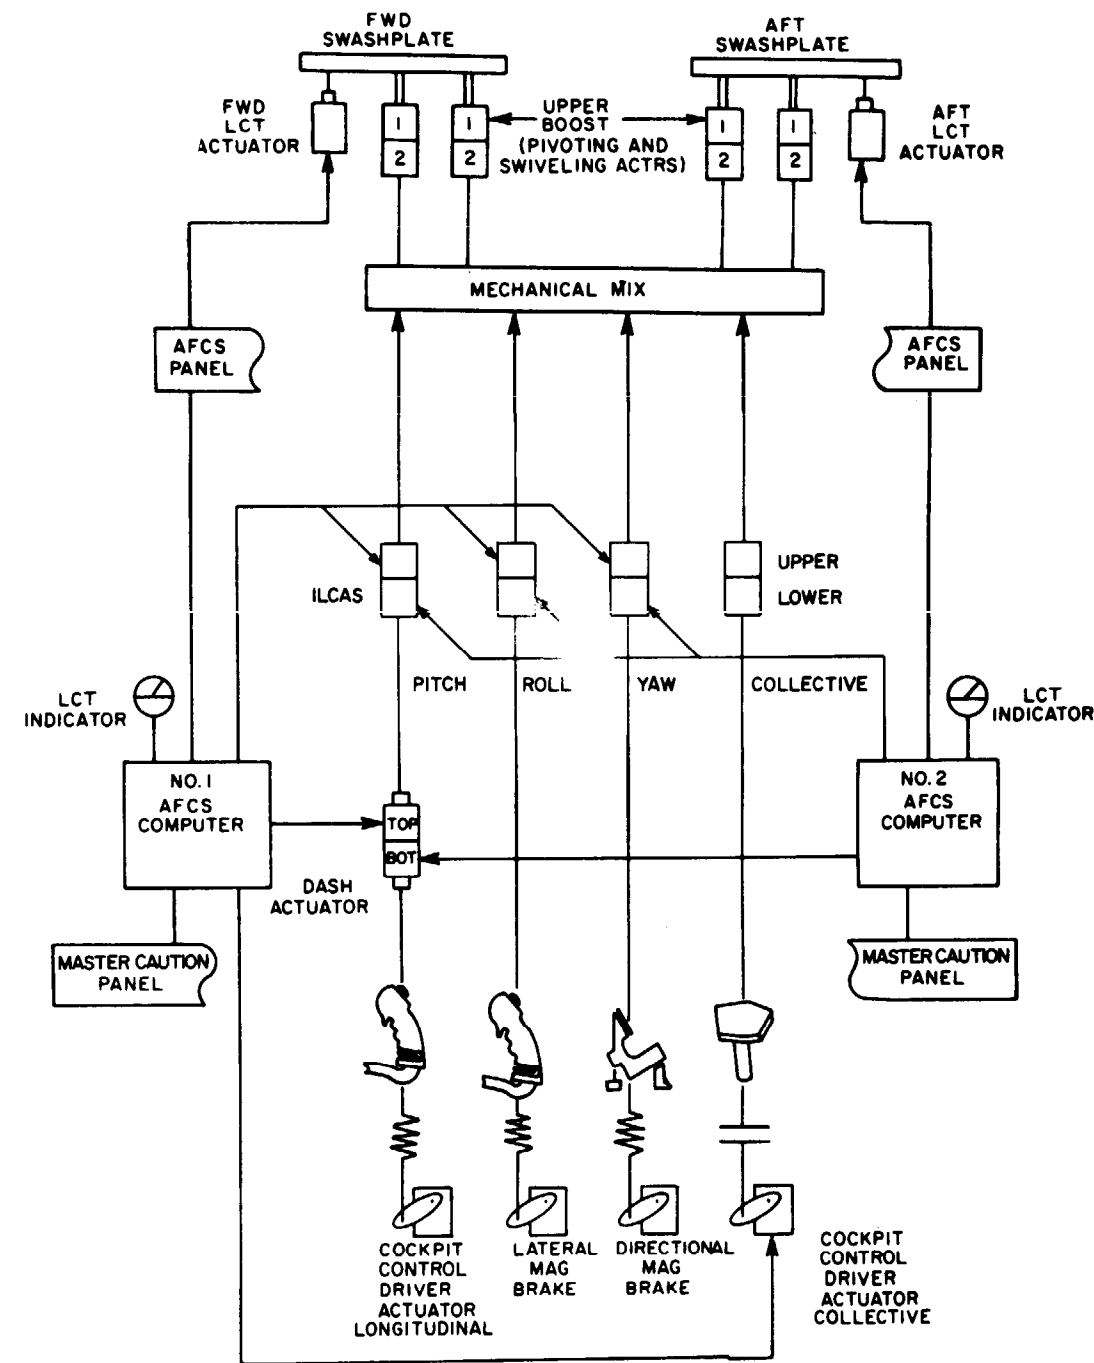 FWD
SWASHPLATE
AFT
SWASHPLATE
FWD
LCT
ACTUATOR
1
2
1
2
UPPER
BOOST
(PIVOTING AND
SWIVELING ACTRS)
1
2
1
2
AFT
LCT
ACTUATOR
MECHANICAL MIX
AFCS
PANEL
AFCS
PANEL
ILCAS
UPPER
LOWER
PITCH
ROLL
YAW
COLLECTIVE
LCT
INDICATOR
LCT
INDICATOR
NO. 1
AFCS
COMPUTER
NO. 2
AFCS
COMPUTER
TOP
BOT
DASH
ACTUATOR
MASTER CAUTION
PANEL
MASTER CAUTION
PANEL
COCKPIT
CONTROL
DRIVER
ACTUATOR
LONGITUDINAL
LATERAL
MAG
BRAKE
DIRECTIONAL
MAG
BRAKE
COCKPIT
CONTROL
DRIVER
ACTUATOR
COLLECTIVE